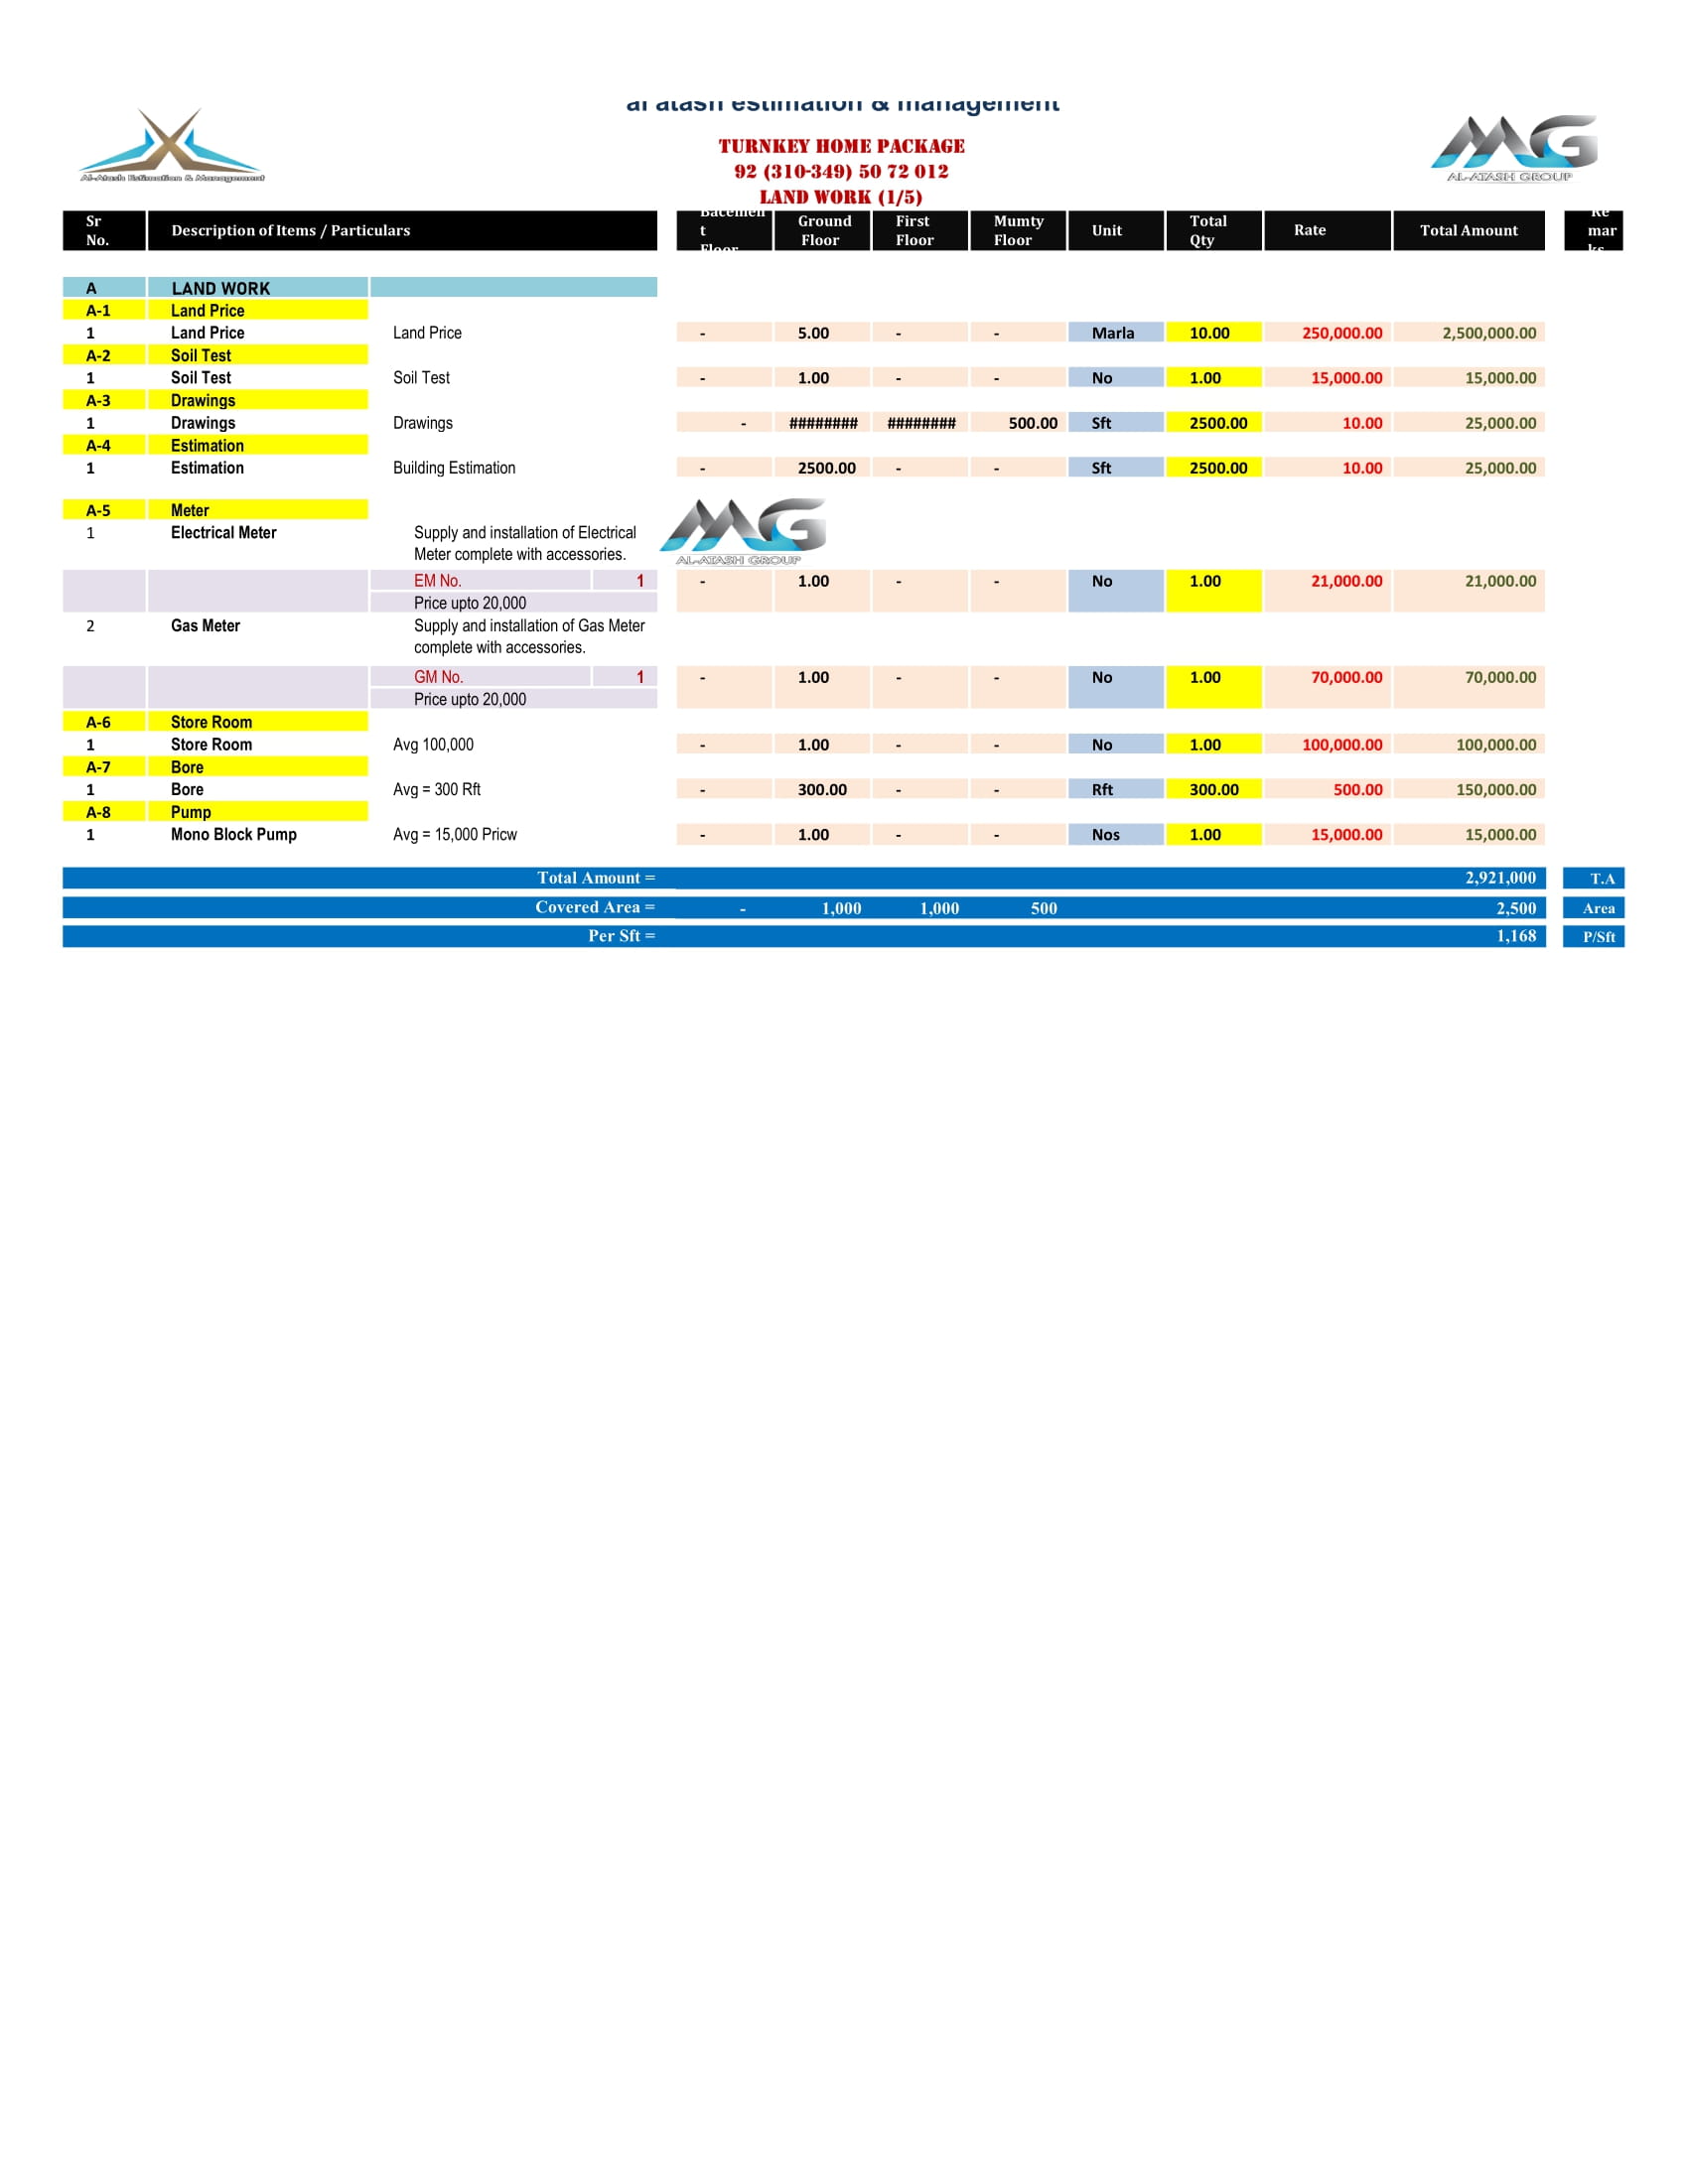 al atash estimation & management
TURNKEY HOME PACKAGE
92 (310-349) 50 72 012
LAND WORK (1/5)
Al-Atash Estimation & Management
AL-ATASH GROUP
Sr No. Description of Items / Particulars Bacement Floor Ground Floor First Floor Mumty Floor Unit Total Qty Rate Total Amount Remarks
A LAND WORK
A-1 Land Price
1 Land Price Land Price - 5.00 - - Marla 10.00 250,000.00 2,500,000.00
A-2 Soil Test
1 Soil Test Soil Test - 1.00 - - No 1.00 15,000.00 15,000.00
A-3 Drawings
1 Drawings Drawings - ######## ######## 500.00 Sft 2500.00 10.00 25,000.00
A-4 Estimation
1 Estimation Building Estimation - 2500.00 - - Sft 2500.00 10.00 25,000.00
A-5 Meter
AL-ATASH GROUP
1 Electrical Meter Supply and installation of Electrical
Meter complete with accessories.
EM No. 1 - 1.00 - - No 1.00 21,000.00 21,000.00
Price upto 20,000
2 Gas Meter Supply and installation of Gas Meter
complete with accessories.
GM No. 1 - 1.00 - - No 1.00 70,000.00 70,000.00
Price upto 20,000
A-6 Store Room
1 Store Room Avg 100,000 - 1.00 - - No 1.00 100,000.00 100,000.00
A-7 Bore
1 Bore Avg = 300 Rft - 300.00 - - Rft 300.00 500.00 150,000.00
A-8 Pump
1 Mono Block Pump Avg = 15,000 Pricw - 1.00 - - Nos 1.00 15,000.00 15,000.00
Total Amount = 2,921,000 T.A
Covered Area = - 1,000 1,000 500 2,500 Area
Per Sft = 1,168 P/Sft